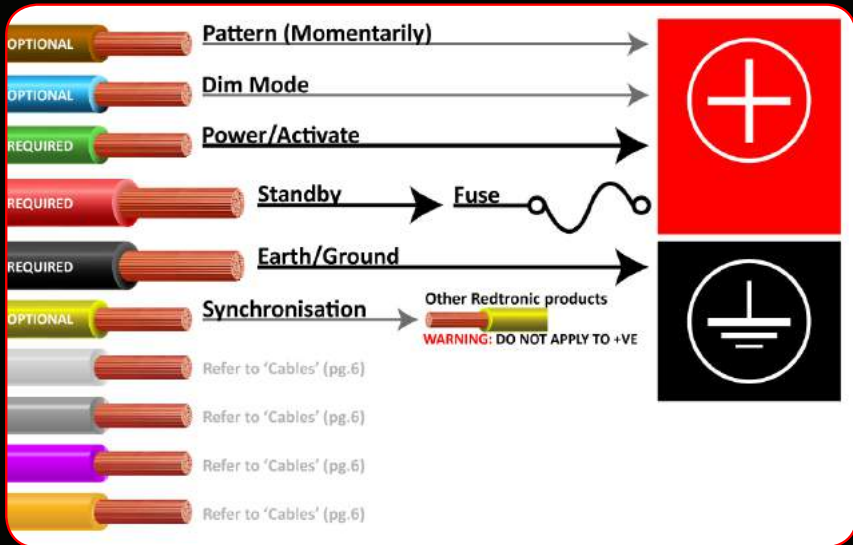 OPTIONAL Pattern (Momentarily)
OPTIONAL Dim Mode
REQUIRED Power/Activate
REQUIRED Standby Fuse
REQUIRED Earth/Ground
OPTIONAL Synchronisation Other Redtronic products
WARNING: DO NOT APPLY TO +VE
Refer to ‘Cables’ (pg.6)
Refer to ‘Cables’ (pg.6)
Refer to ‘Cables’ (pg.6)
Refer to ‘Cables’ (pg.6)